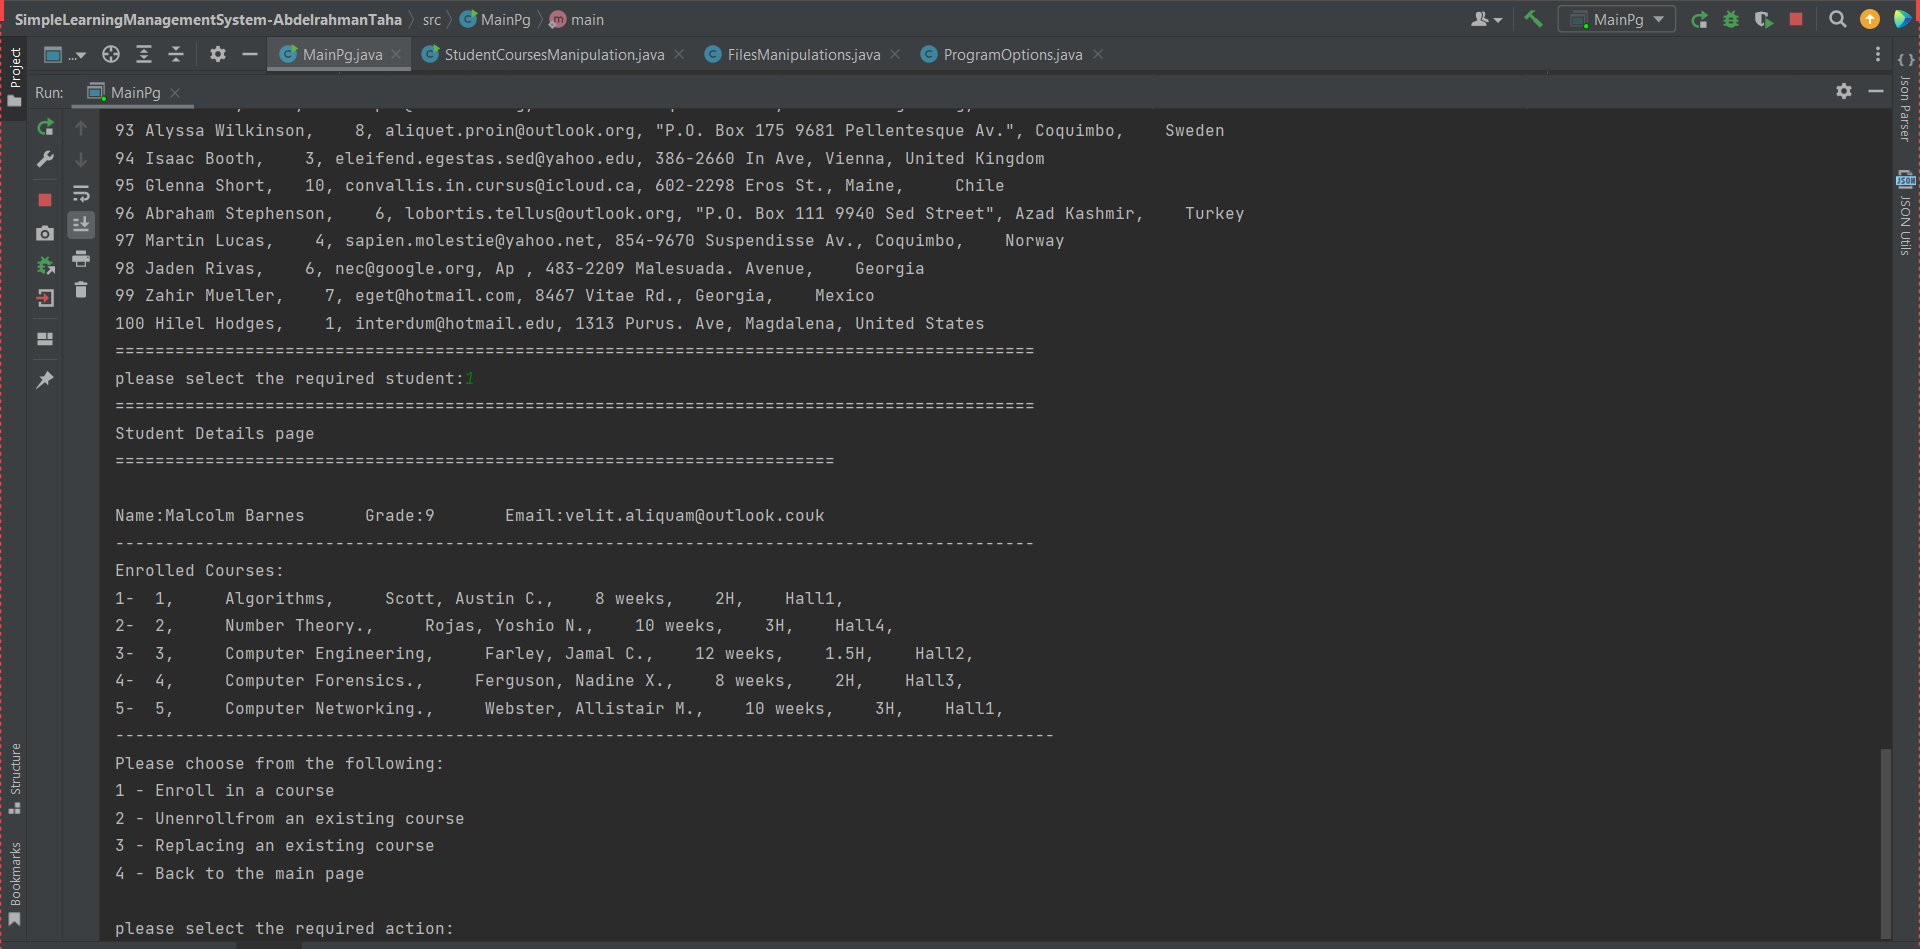 SimpleLearningManagementSystem-AbdelrahmanTaha src MainPg main MainPg
... MainPg.java StudentCoursesManipulation.java FilesManipulations.java ProgramOptions.java
Project
Run: MainPg
93 Alyssa Wilkinson, 8, aliquet.proin@outlook.org, "P.O. Box 175 9681 Pellentesque Av.", Coquimbo, Sweden
94 Isaac Booth, 3, eleifend.egestas.sed@yahoo.edu, 386-2660 In Ave, Vienna, United Kingdom
95 Glenna Short, 10, convallis.in.cursus@icloud.ca, 602-2298 Eros St., Maine, Chile
96 Abraham Stephenson, 6, lobortis.tellus@outlook.org, "P.O. Box 111 9940 Sed Street", Azad Kashmir, Turkey
97 Martin Lucas, 4, sapien.molestie@yahoo.net, 854-9670 Suspendisse Av., Coquimbo, Norway
98 Jaden Rivas, 6, nec@google.org, Ap , 483-2209 Malesuada. Avenue, Georgia
99 Zahir Mueller, 7, eget@hotmail.com, 8467 Vitae Rd., Georgia, Mexico
100 Hilel Hodges, 1, interdum@hotmail.edu, 1313 Purus. Ave, Magdalena, United States
============================================================================================
please select the required student:1
============================================================================================
Student Details page
========================================================================
Name:Malcolm Barnes Grade:9 Email:velit.aliquam@outlook.couk
--------------------------------------------------------------------------------------------
Enrolled Courses:
1- 1, Algorithms, Scott, Austin C., 8 weeks, 2H, Hall1,
2- 2, Number Theory., Rojas, Yoshio N., 10 weeks, 3H, Hall4,
3- 3, Computer Engineering, Farley, Jamal C., 12 weeks, 1.5H, Hall2,
4- 4, Computer Forensics., Ferguson, Nadine X., 8 weeks, 2H, Hall3,
5- 5, Computer Networking., Webster, Allistair M., 10 weeks, 3H, Hall1,
----------------------------------------------------------------------------------------------
Please choose from the following:
1 - Enroll in a course
2 - Unenrollfrom an existing course
3 - Replacing an existing course
4 - Back to the main page
please select the required action:
Structure
Bookmarks
Json Parser
JSON
JSON Utils